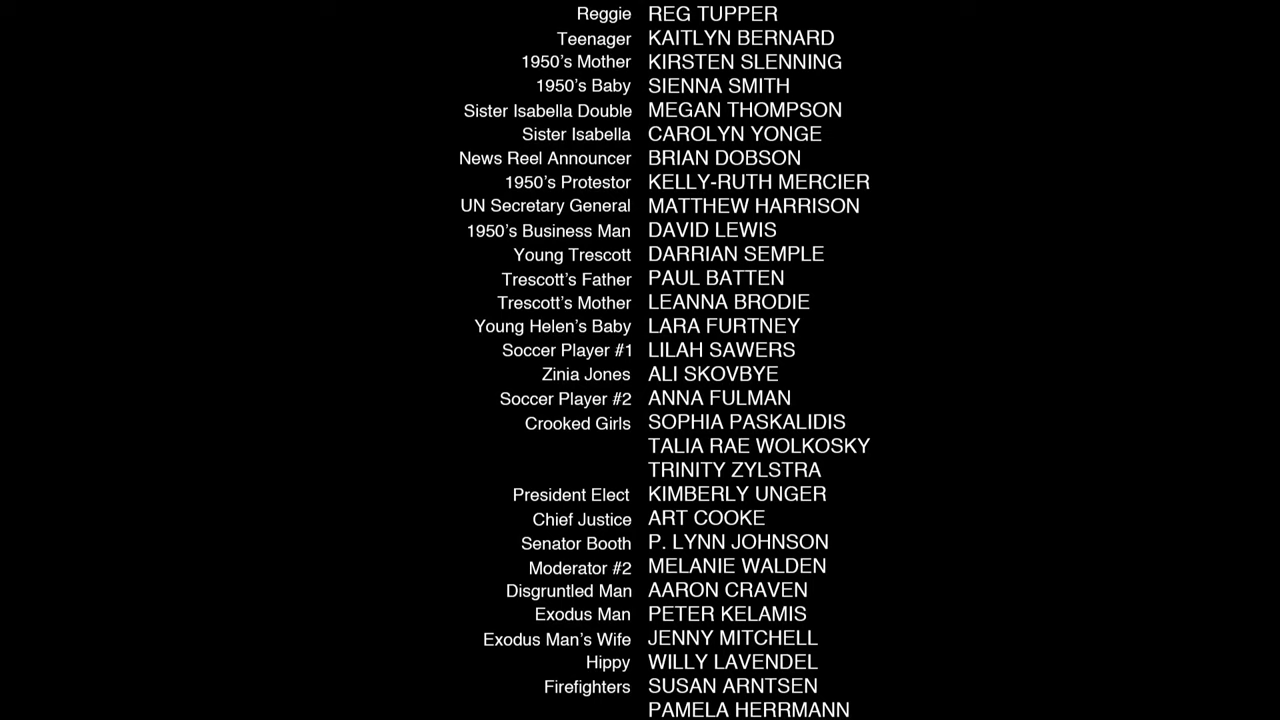 Reggie REG TUPPER
Teenager KAITLYN BERNARD
1950's Mother KIRSTEN SLENNING
1950's Baby SIENNA SMITH
Sister Isabella Double MEGAN THOMPSON
Sister Isabella CAROLYN YONGE
News Reel Announcer BRIAN DOBSON
1950's Protestor KELLY-RUTH MERCIER
UN Secretary General MATTHEW HARRISON
1950's Business Man DAVID LEWIS
Young Trescott DARRIAN SEMPLE
Trescott's Father PAUL BATTEN
Trescott's Mother LEANNA BRODIE
Young Helen's Baby LARA FURTNEY
Soccer Player #1 LILAH SAWERS
Zinia Jones ALI SKOVBYE
Soccer Player #2 ANNA FULMAN
Crooked Girls SOPHIA PASKALIDIS
TALIA RAE WOLKOSKY
TRINITY ZYLSTRA
President Elect KIMBERLY UNGER
Chief Justice ART COOKE
Senator Booth P. LYNN JOHNSON
Moderator #2 MELANIE WALDEN
Disgruntled Man AARON CRAVEN
Exodus Man PETER KELAMIS
Exodus Man's Wife JENNY MITCHELL
Hippy WILLY LAVENDEL
Firefighters SUSAN ARNTSEN
PAMELA HERRMANN